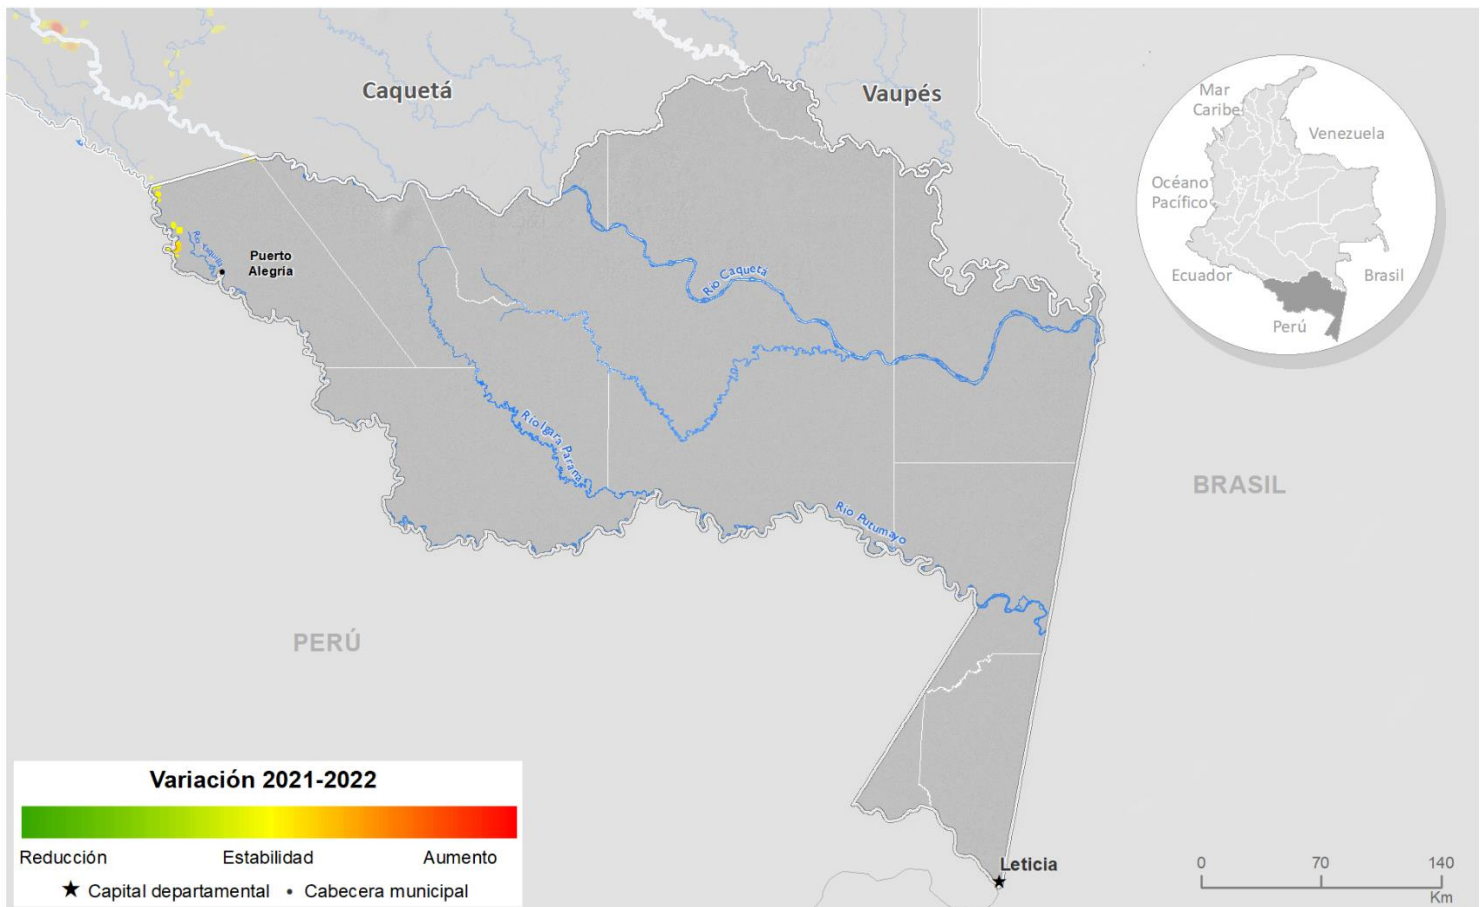 Caquetá
Vaupés
Mar
Caribe
Venezuela
Océano
Pacífico
Ecuador
Brasil
Perú
Puerto
Alegria
Río Caquetá
Río Igara Paraná
Río Putumayo
BRASIL
PERÚ
Leticia
Variación 2021-2022
Reducción
Estabilidad
Aumento
Capital departamental
Cabecera municipal
0
70
140
Km